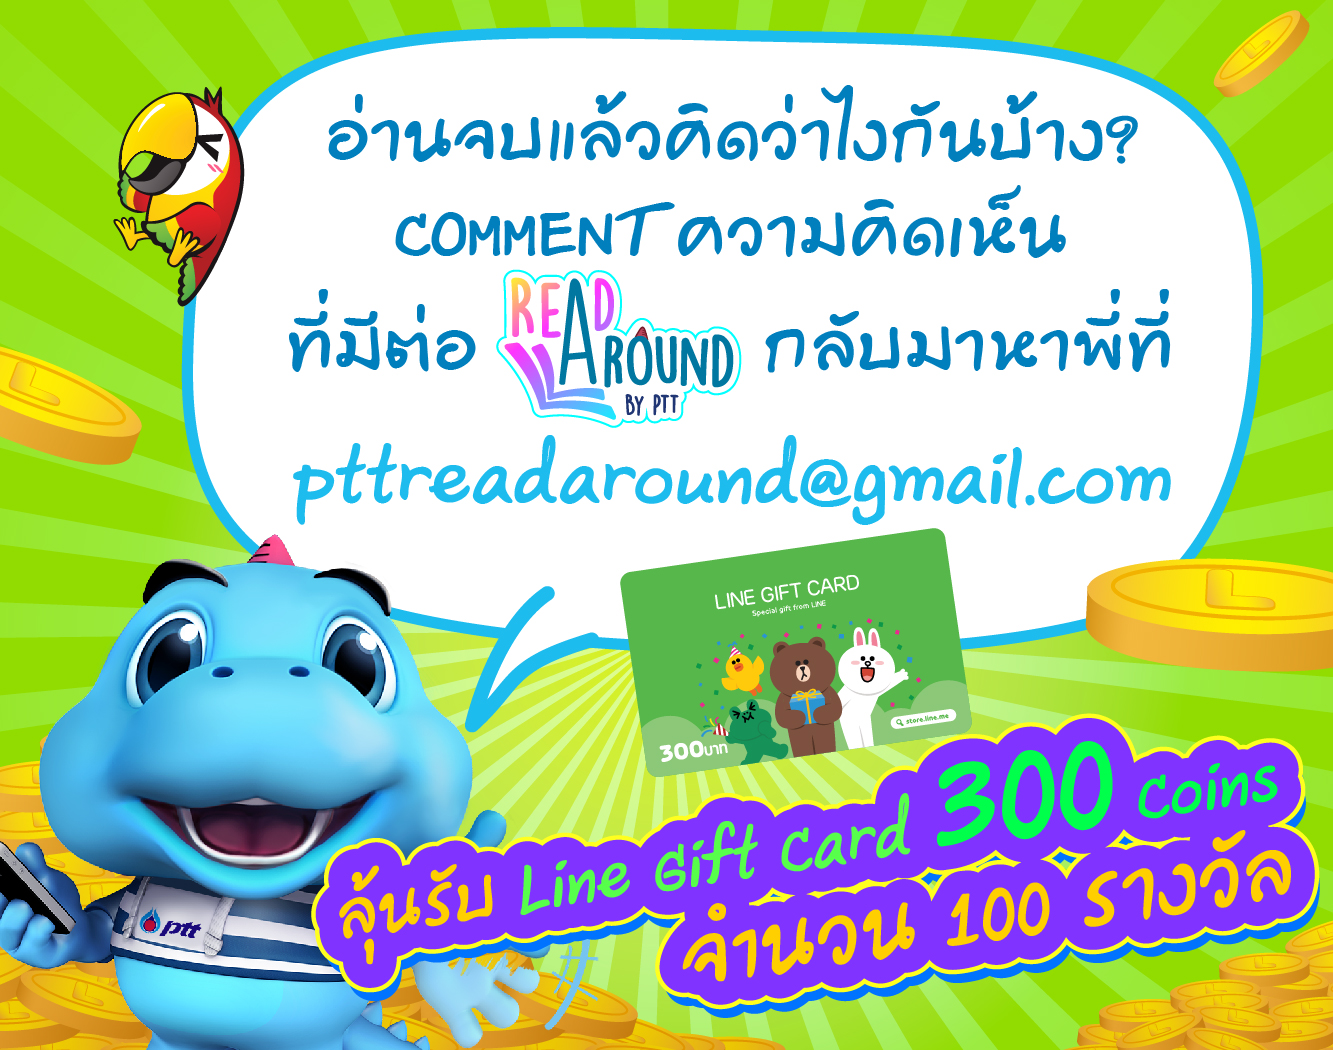 อ่านจบแล้วคิดว่าไงกันบ้าง?
COMMENT ความคิดเห็น
ที่มีต่อ READ AROUND BY PTT กลับมาหาพี่ที่
pttreadaround@gmail.com
LINE GIFT CARD
Special gift from LINE
store.line.me
300บาท
ลุ้นรับ Line Gift Card 300 Coins
จำนวน 100 รางวัล
ptt